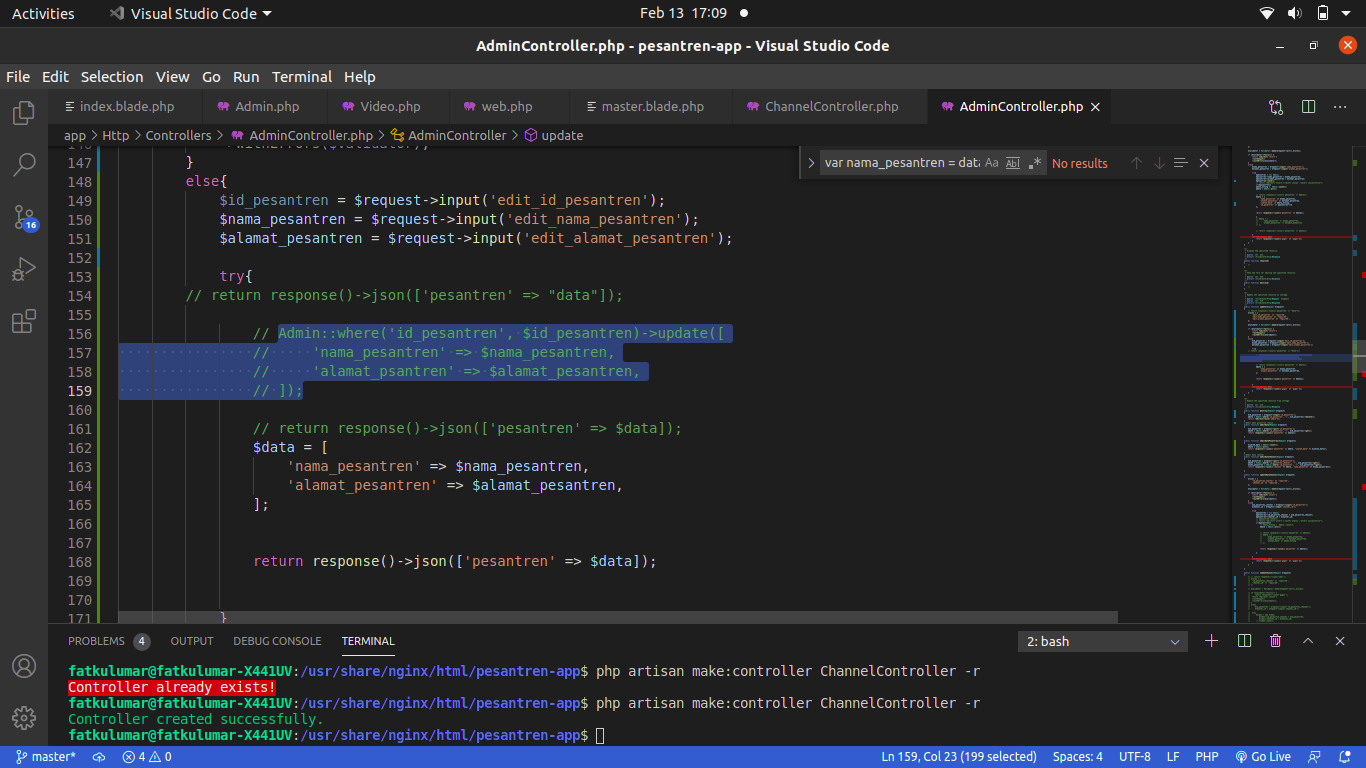 Activities
Visual Studio Code
Feb 13 17:09
AdminController.php - pesantren-app - Visual Studio Code
File Edit Selection View Go Run Terminal Help
index.blade.php Admin.php Video.php web.php master.blade.php ChannelController.php AdminController.php
app > Http > Controllers > AdminController.php > AdminController > update
var nama_pesantren = data
Aa Abl .* No results
147 }
148 else{
149 $id_pesantren = $request->input('edit_id_pesantren');
150 $nama_pesantren = $request->input('edit_nama_pesantren');
151 $alamat_pesantren = $request->input('edit_alamat_pesantren');
152
153 try{
154 // return response()->json(['pesantren' => "data"]);
155
156 // Admin::where('id_pesantren', $id_pesantren)->update([
157 // 'nama_pesantren' => $nama_pesantren,
158 // 'alamat_psantren' => $alamat_pesantren,
159 // ]);
160
161 // return response()->json(['pesantren' => $data]);
162 $data = [
163 'nama_pesantren' => $nama_pesantren,
164 'alamat_pesantren' => $alamat_pesantren,
165 ];
166
167
168 return response()->json(['pesantren' => $data]);
169
170
171 }
16
PROBLEMS 4 OUTPUT DEBUG CONSOLE TERMINAL 2: bash
fatkulumar@fatkulumar-X441UV:/usr/share/nginx/html/pesantren-app$ php artisan make:controller ChannelController -r
Controller already exists!
fatkulumar@fatkulumar-X441UV:/usr/share/nginx/html/pesantren-app$ php artisan make:controller ChannelController -r
Controller created successfully.
fatkulumar@fatkulumar-X441UV:/usr/share/nginx/html/pesantren-app$
master* 4 0 Ln 159, Col 23 (199 selected) Spaces: 4 UTF-8 LF PHP Go Live